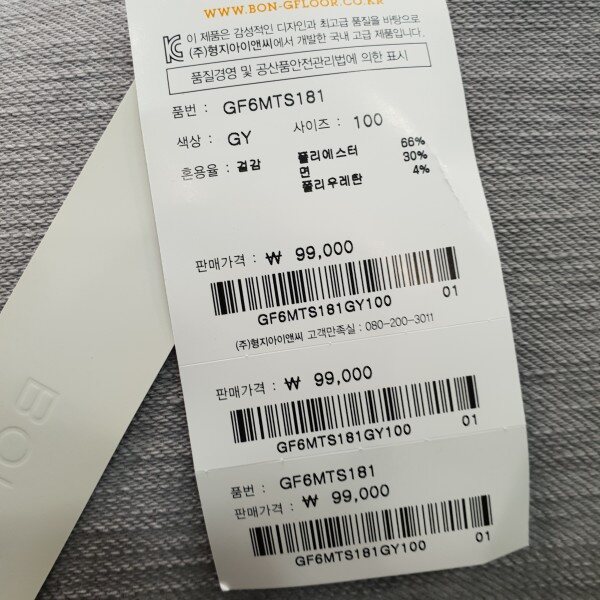 WWW.BON-GFLOOR.CO.KR
이 제품은 감성적인 디자인과 최고급 품질을 바탕으로
(주)형지아이앤씨에서 개발한 국내 고급 제품입니다.
품질경영 및 공산품안전관리법에 의한 표시
품번 : GF6MTS181
색상 : GY 사이즈 : 100
혼용율 : 겉감 폴리에스터 66%
면 30%
폴리우레탄 4%
판매가격 : ₩ 99,000
GF6MTS181GY100 01
(주)형지아이앤씨 고객만족실 : 080-200-3011
판매가격 : ₩ 99,000
GF6MTS181GY100 01
품번 : GF6MTS181
판매가격 : ₩ 99,000
GF6MTS181GY100 01